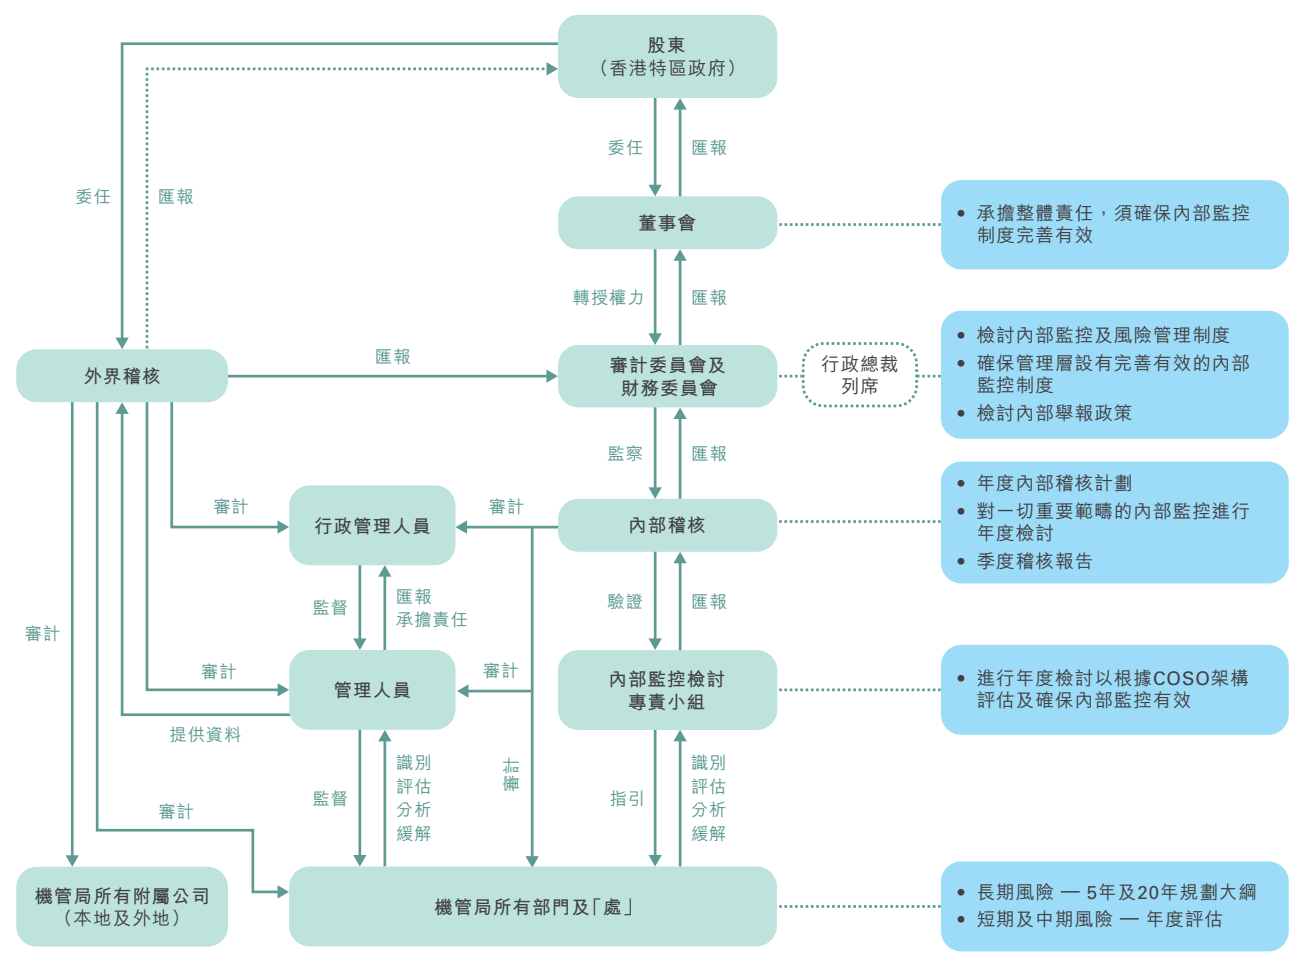 股東
（香港特區政府）
委任
匯報
委任
匯報
董事會
• 承擔整體責任，須確保內部監控
制度完善有效
轉授權力
匯報
外界稽核
匯報
審計委員會及
財務委員會
行政總裁
列席
• 檢討內部監控及風險管理制度
• 確保管理層設有完善有效的內部
監控制度
• 檢討內部舉報政策
監察
匯報
審計
行政管理人員
審計
內部稽核
• 年度內部稽核計劃
• 對一切重要範疇的內部監控進行
年度檢討
• 季度稽核報告
監督
匯報
承擔責任
驗證
匯報
審計
審計
管理人員
審計
內部監控檢討
專責小組
• 進行年度檢討以根據COSO架構
評估及確保內部監控有效
提供資料
審計
監督
識別
評估
分析
緩解
審計
指引
識別
評估
分析
緩解
機管局所有附屬公司
（本地及外地）
機管局所有部門及「處」
• 長期風險 — 5年及20年規劃大綱
• 短期及中期風險 — 年度評估